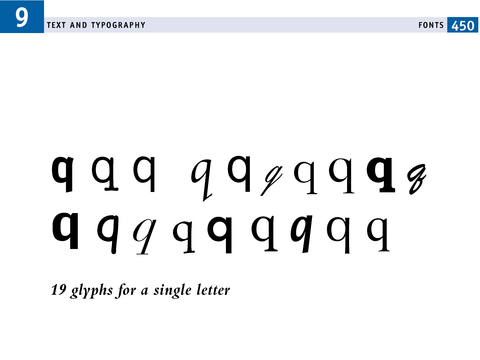 9
TEXT AND TYPOGRAPHY FONTS 450
q q q q q q q q q q
q q q q q q q q q
19 glyphs for a single letter